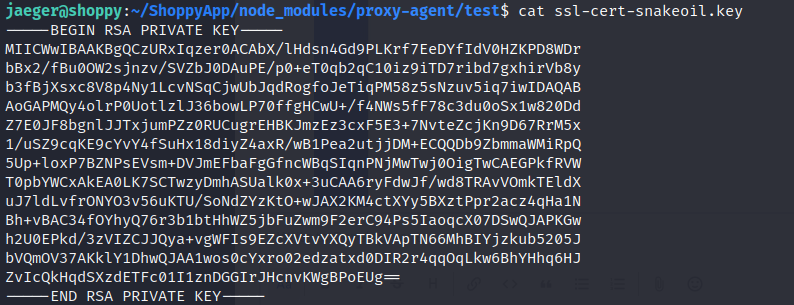 jaeger@shoppy:~/ShoppyApp/node_modules/proxy-agent/test$ cat ssl-cert-snakeoil.key
-----BEGIN RSA PRIVATE KEY-----
MIICWwIBAAKBgQCzURxIqzer0ACAbX/lHdsn4Gd9PLKrf7EeDYfIdV0HZKPD8WDr
bBx2/fBu0OW2sjnzv/SVZbJ0DAuPE/p0+eT0qb2qC10iz9iTD7ribd7gxhirVb8y
b3fBjXsxc8V8p4Ny1LcvNSqCjwUbJqdRogfoJeTiqPM58z5sNzuv5iq7iwIDAQAB
AoGAPMQy4olrP0UotlzlJ36bowLP70ffgHCwU+/f4NWs5fF78c3du0oSx1w820Dd
Z7E0JF8bgnlJJTxjumPZz0RUCugrEHBKJmzEz3cxF5E3+7NvteZcjKn9D67RrM5x
1/uSZ9cqKE9cYvY4fSuHx18diyZ4axR/wB1Pea2utjjDM+ECQQDb9ZbmmaWMiRpQ
5Up+loxP7BZNPsEVsm+DVJmEFbaFgGfncWBqSIqnPNjMwTwj0OigTwCAEGPkfRVW
T0pbYWCxAkEA0LK7SCTwzyDmhASUalk0x+3uCAA6ryFdwJf/wd8TRAvVOmkTEldX
uJ7ldLvfrONYO3v56uKTU/SoNdZYzKtO+wJAX2KM4ctXYy5BXztPpr2acz4qHa1N
Bh+vBAC34fOYhyQ76r3b1btHhWZ5jbFuZwm9F2erC94Ps5IaoqcX07DSwQJAPKGw
h2U0EPkd/3zVIZCJJQya+vgWFIs9EZcXVtvYXQyTBkVApTN66MhBIYjzkub5205J
bVQmOV37AKklY1DhwQJAA1wos0cYxro02edzatxd0DIR2r4qqOqLkw6BhYHhq6HJ
ZvIcQkHqdSXzdETFc01I1znDGGIrJHcnvKWgBPoEUg==
-----END RSA PRIVATE KEY-----